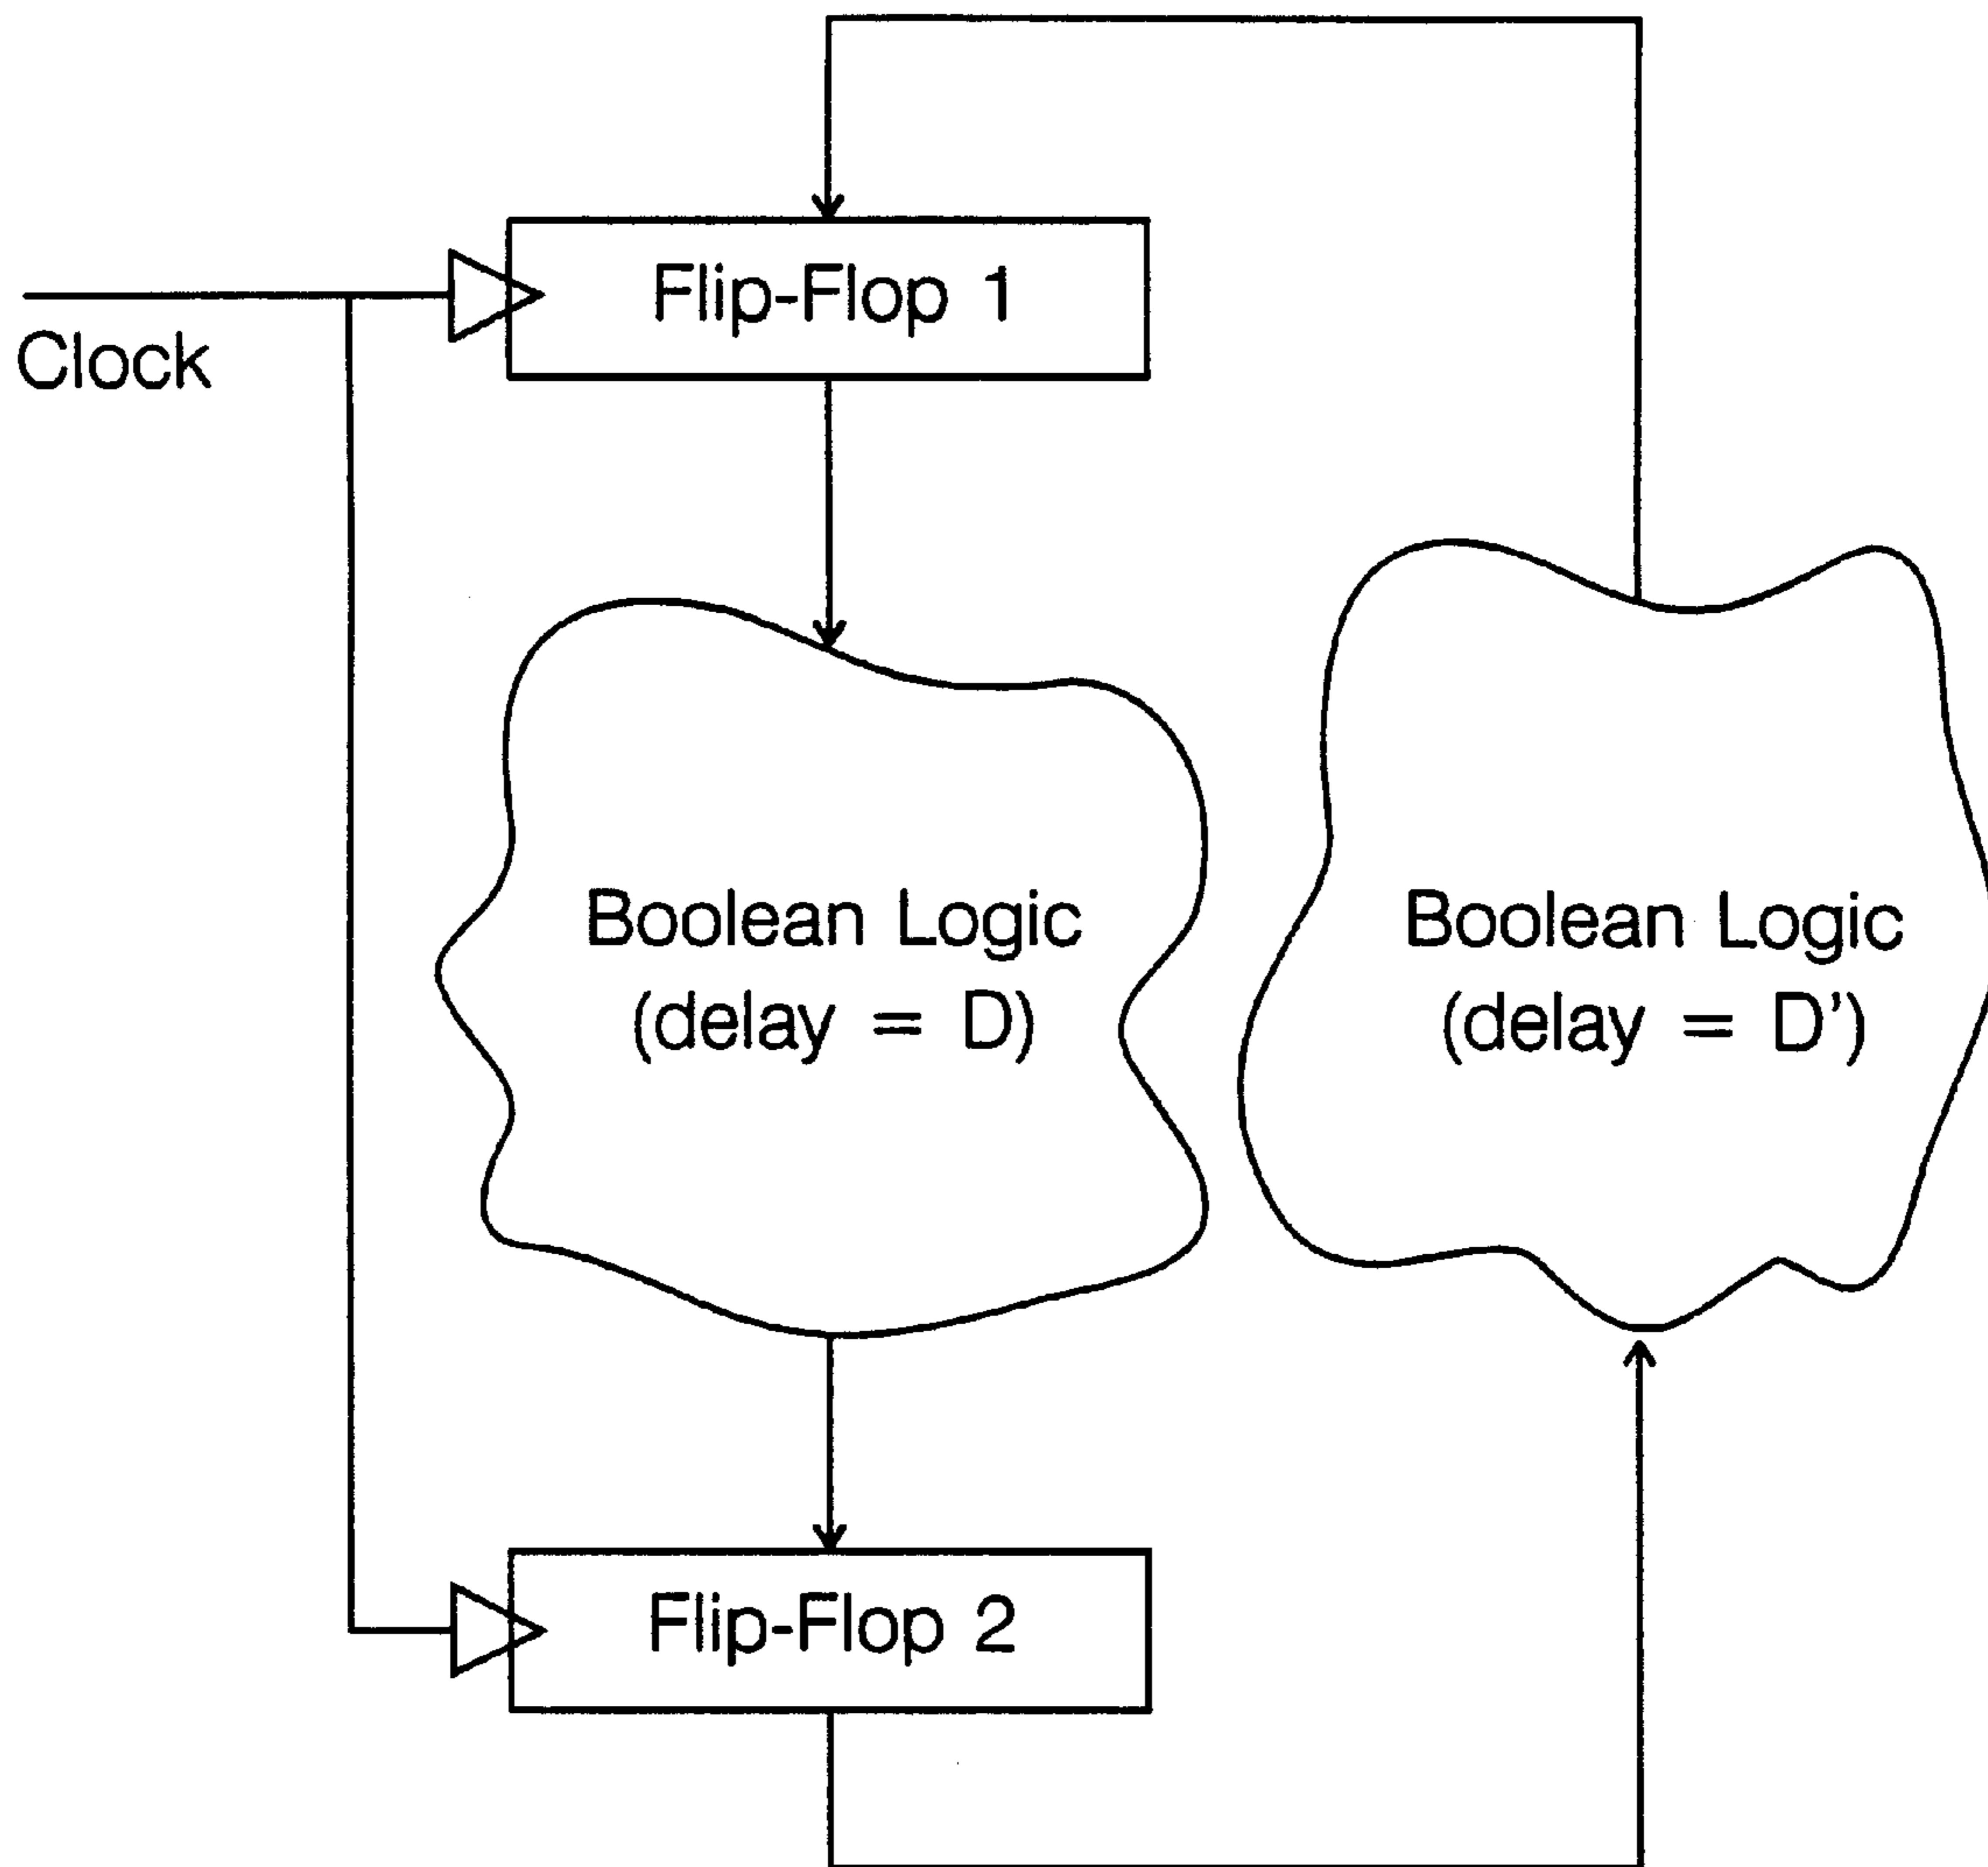 Flip-Flop 1
Clock
Boolean Logic
(delay = D)
Boolean Logic
(delay = D')
Flip-Flop 2